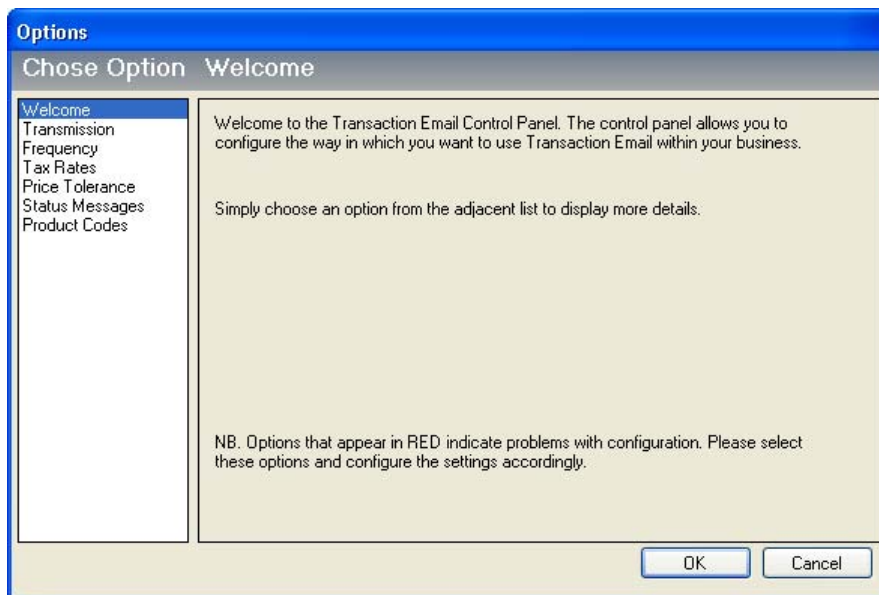 Options
Chose Option
Welcome
Welcome
Transmission
Frequency
Tax Rates
Price Tolerance
Status Messages
Product Codes
Welcome to the Transaction Email Control Panel. The control panel allows you to
configure the way in which you want to use Transaction Email within your business.
Simply choose an option from the adjacent list to display more details.
NB. Options that appear in RED indicate problems with configuration. Please select
these options and configure the settings accordingly.
OK
Cancel